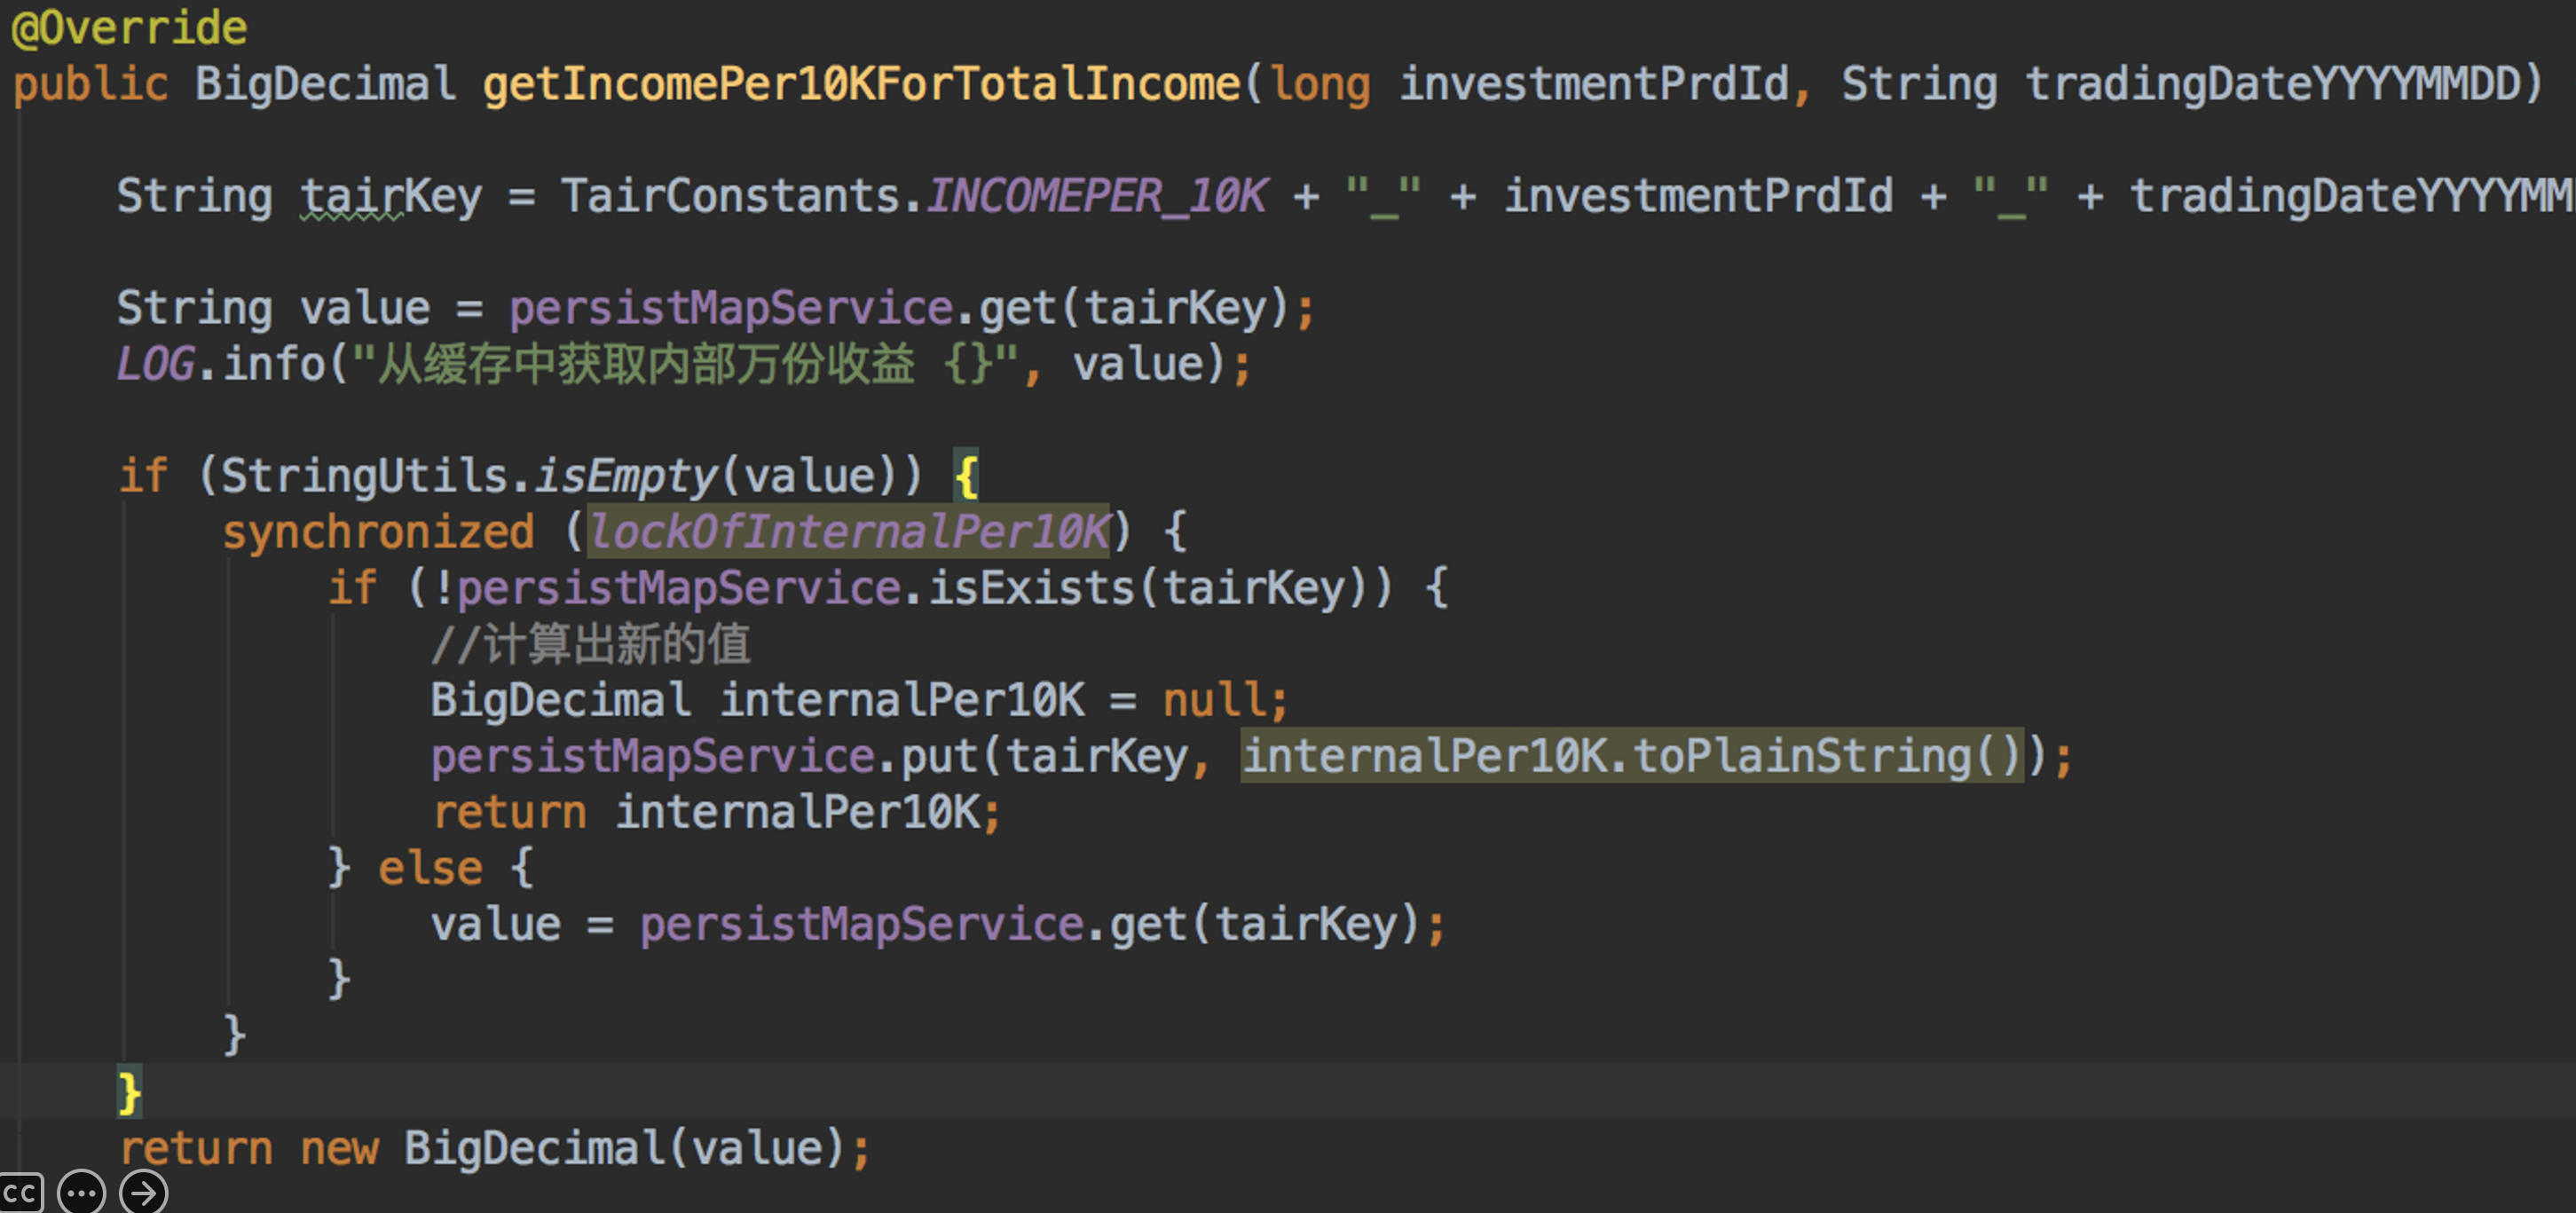 @Override
public BigDecimal getIncomePer10KForTotalIncome(long investmentPrdId, String tradingDateYYYYMMDD)
String tairKey = TairConstants.INCOMEPER_10K + "_" + investmentPrdId + "_" + tradingDateYYYYMM
String value = persistMapService.get(tairKey);
LOG.info("从缓存中获取内部万份收益 {}", value);
if (StringUtils.isEmpty(value)) {
synchronized (lockOfInternalPer10K) {
if (!persistMapService.isExists(tairKey)) {
//计算出新的值
BigDecimal internalPer10K = null;
persistMapService.put(tairKey, internalPer10K.toPlainString());
return internalPer10K;
} else {
value = persistMapService.get(tairKey);
}
}
}
return new BigDecimal(value);
CC